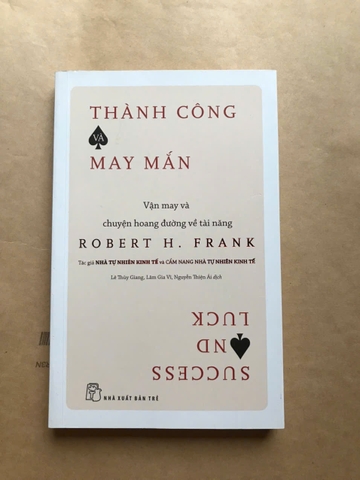 THÀNH CÔNG
VÀ
MAY MẮN
Vận may và
chuyện hoang đường về tài năng
ROBERT H. FRANK
Tác giả NHÀ TỰ NHIÊN KINH TẾ và CẨM NANG NHÀ TỰ NHIÊN KINH TẾ
Lê Thùy Giang, Lâm Gia Vĩ, Nguyễn Thiện Ái dịch
SUCCESS
ND
LUCK
NHÀ XUẤT BẢN TRẺ